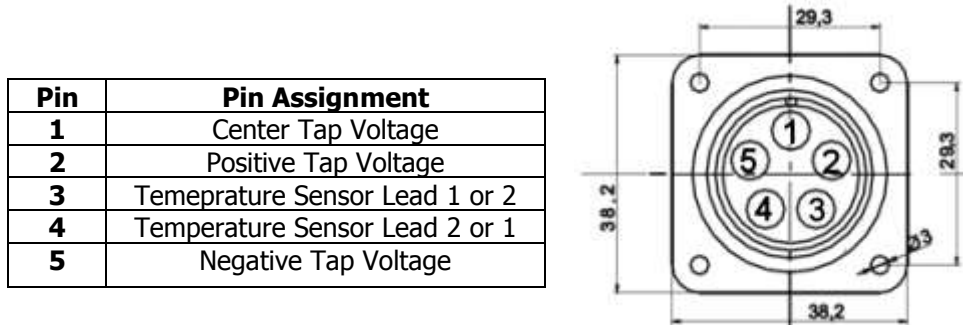 Pin Pin Assignment
1 Center Tap Voltage
2 Positive Tap Voltage
3 Temeprature Sensor Lead 1 or 2
4 Temperature Sensor Lead 2 or 1
5 Negative Tap Voltage
29,3
1
5 2
4 3
38,2
29,3
Ø3
38,2